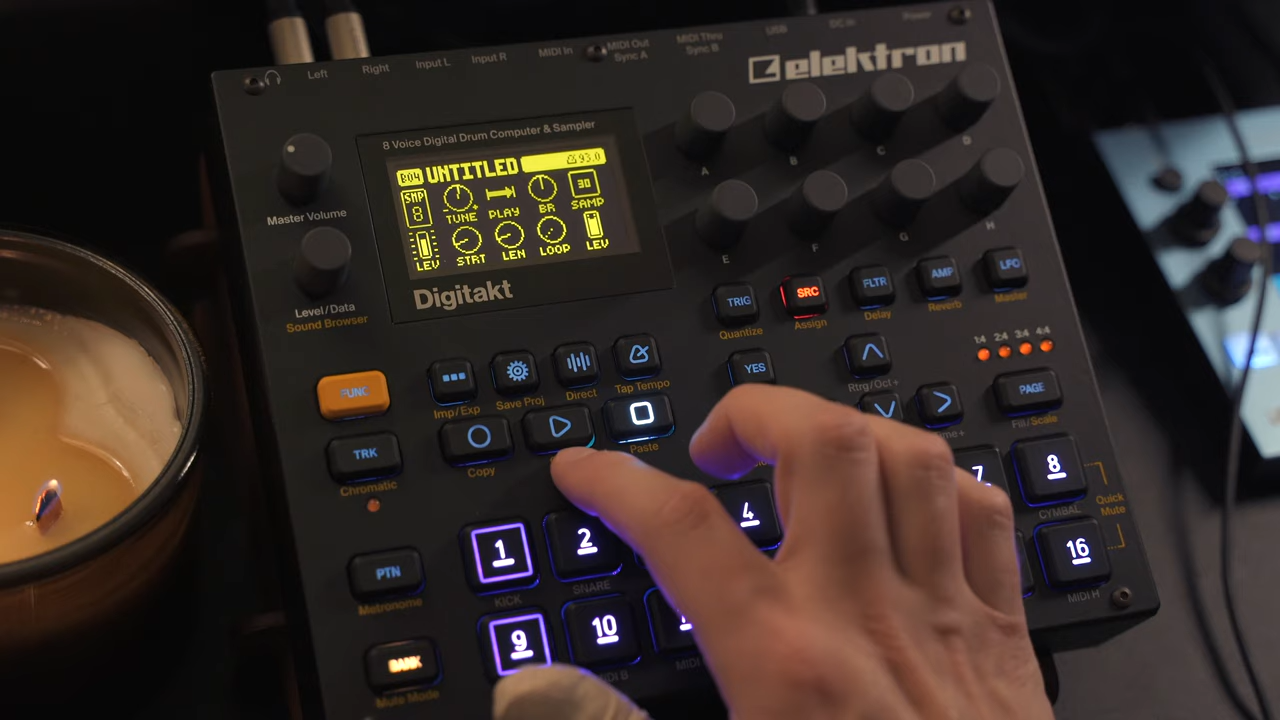 Left Right Input L Input R MIDI In MIDI Out MIDI Thru USB DC In Power
Sync A Sync B
elektron
8 Voice Digital Drum Computer & Sampler
B04 UNTITLED 93.0
SMP TUNE PLAY BR SAMP
8 3D
LEV STRT LEN LOOP LEV
Digitakt
Master Volume
Level/Data
Sound Browser
A B C D
E F G H
TRIG SRC FLTR AMP LFO
Quantize Assign Delay Reverb Master
1:4 2:4 3:4 4:4
YES
Rtrg/Oct+
PAGE
Fill/Scale
FUNC
Imp/Exp Save Proj Direct Tap Tempo
TRK
Chromatic
Copy Paste
PTN
Metronome
BANK
Mute Mode
1 2 4 7 8
KICK SNARE CYMBAL
Quick
Mute
9 10 16
MIDI H